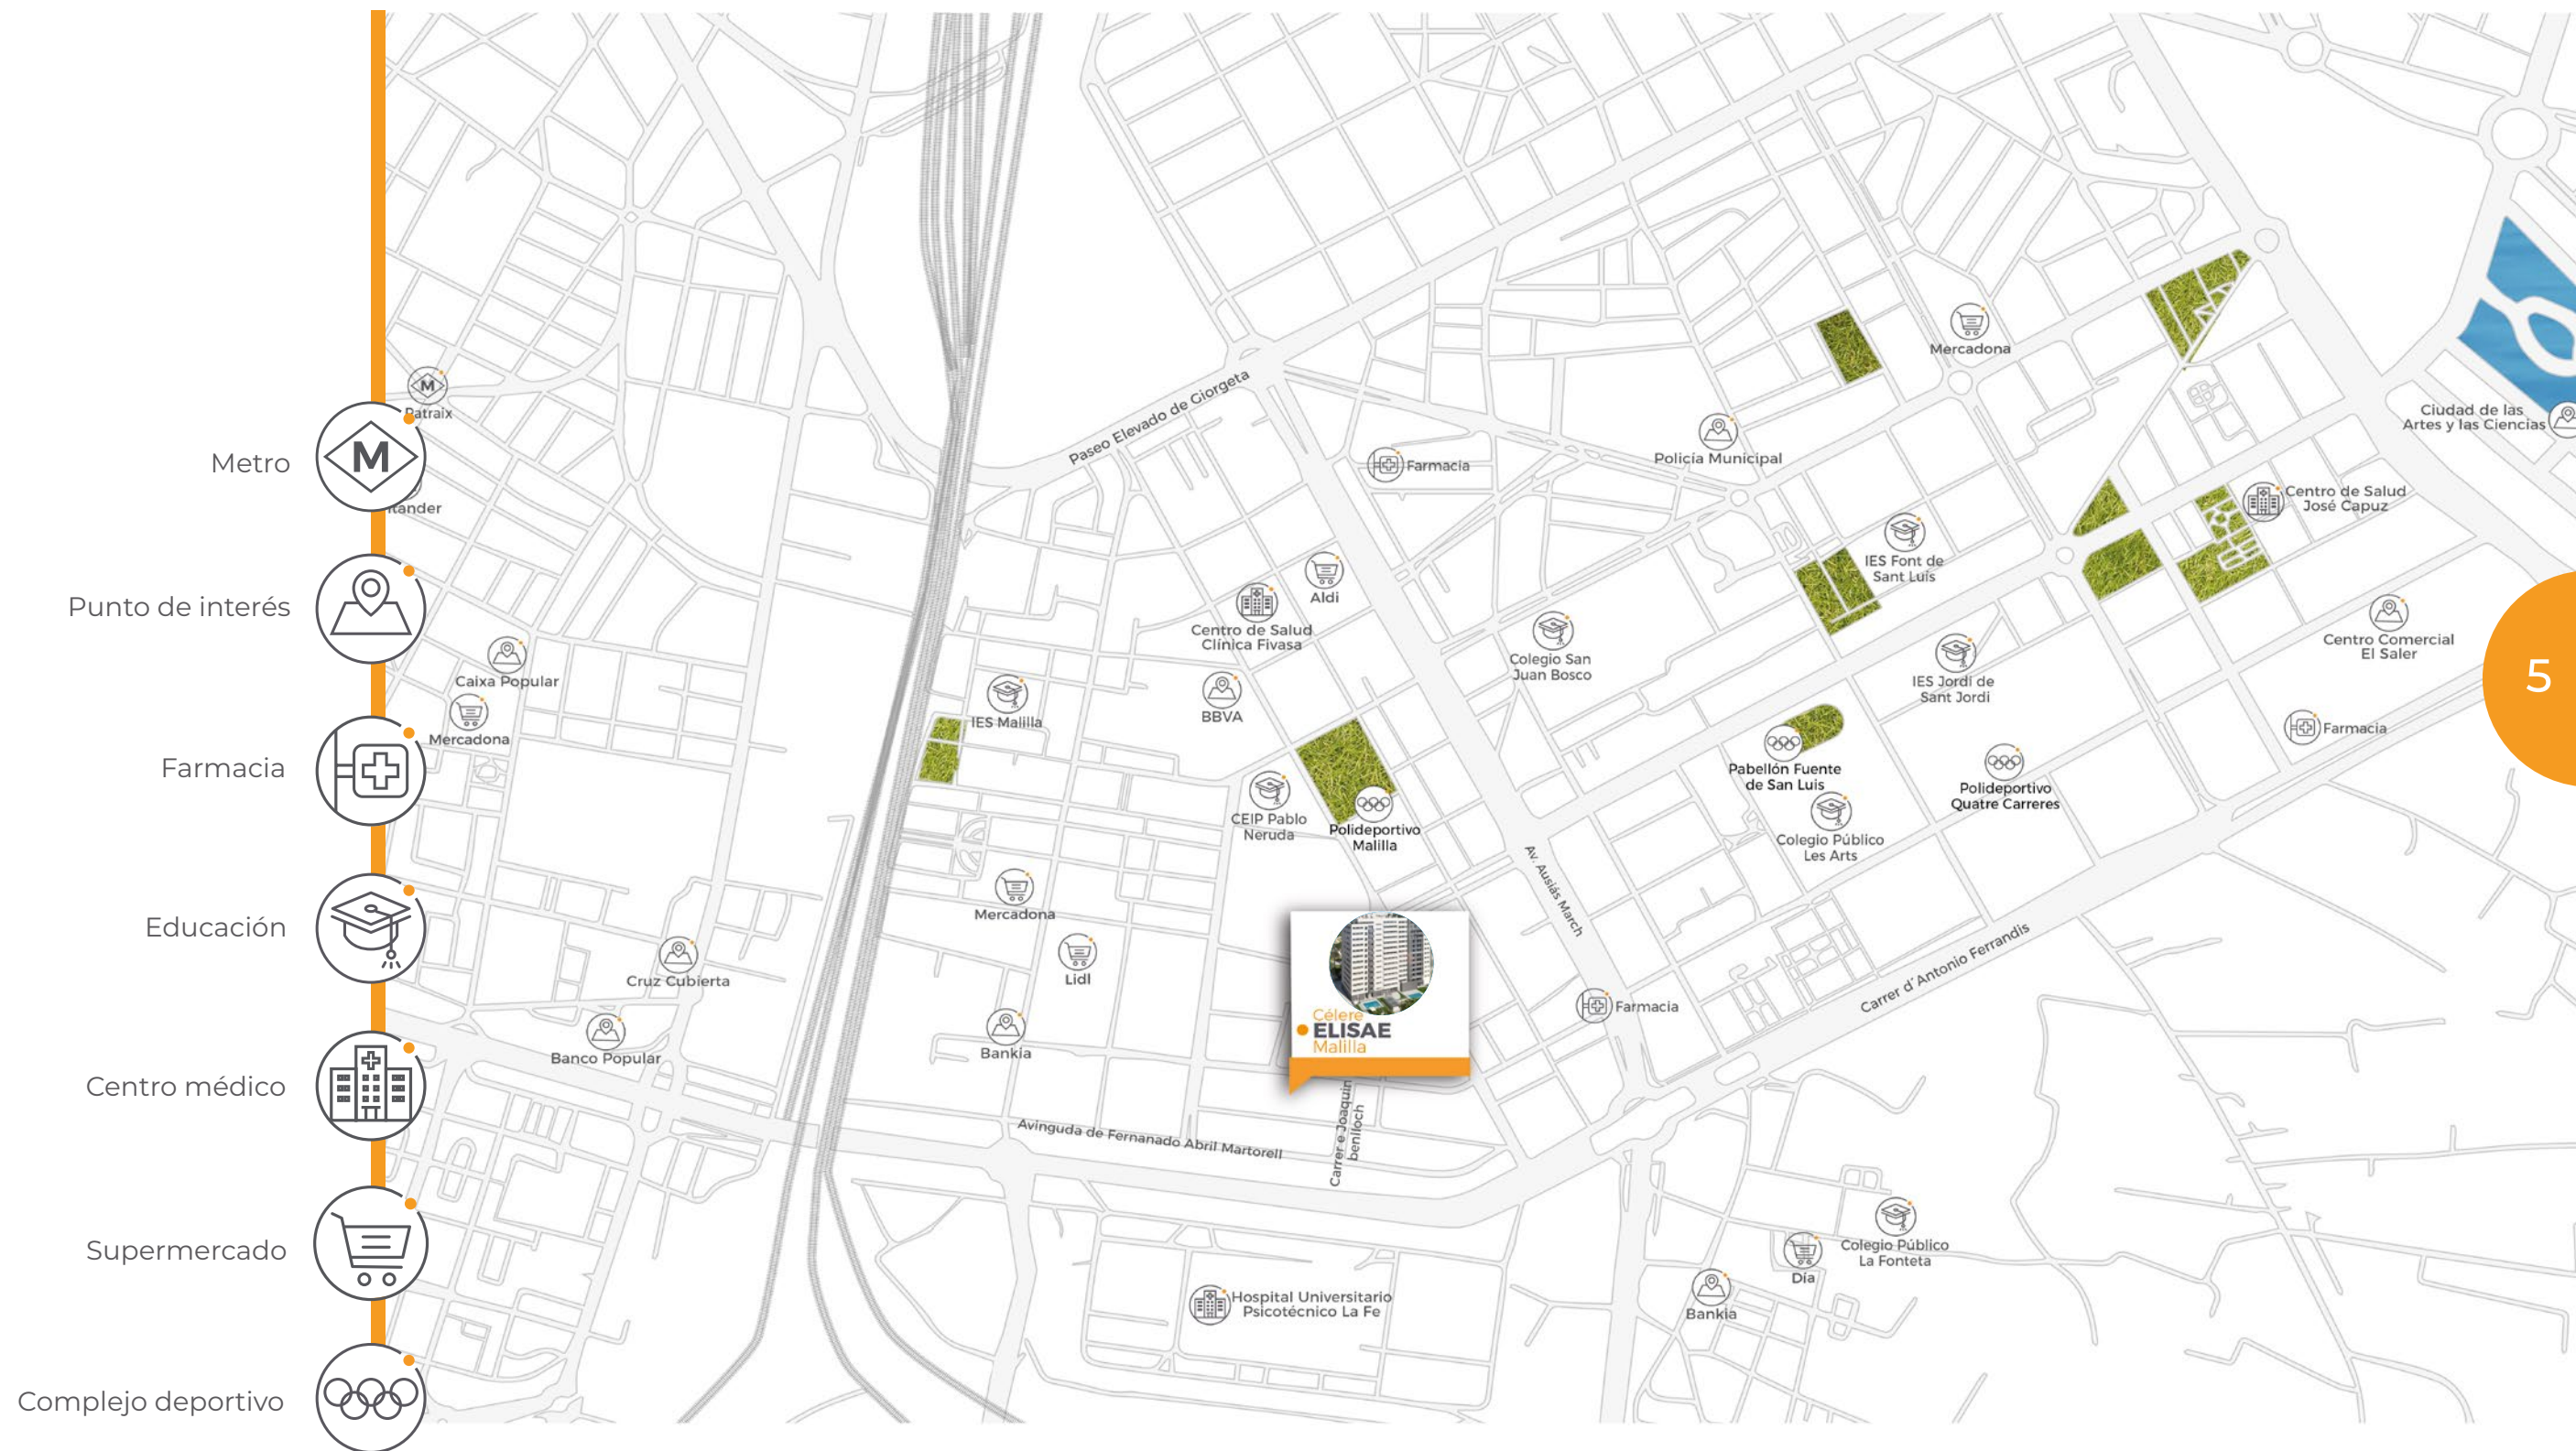 Metro
Punto de interés
Farmacia
Educación
Centro médico
Supermercado
Complejo deportivo
M
M
Patraix
Caixa Popular
Mercadona
Cruz Cubierta
Banco Popular
Paseo Elevado de Giorgeta
Farmacia
Policía Municipal
Mercadona
Ciudad de las
Artes y las Ciencias
Centro de Salud
José Capuz
IES Font de
Sant Luís
Aldi
Centro de Salud
Clínica Fivasa
Colegio San
Juan Bosco
Centro Comercial
El Saler
5
IES Jordi de
Sant Jordi
BBVA
IES Malilla
Farmacia
Pabellón Fuente
de San Luis
Polideportivo
Quatre Carreres
CEIP Pablo
Neruda
Polideportivo
Malilla
Colegio Público
Les Arts
Av. Ausiás March
Mercadona
Lidl
Bankia
Célere
ELISAE
Malilla
Farmacia
Carrer d´Antonio Ferrandis
Avinguda de Fernanado Abril Martorell
Carrer e Joaquin
beniloch
Hospital Universitario
Psicotécnico La Fe
Colegio Público
La Fonteta
Día
Bankia